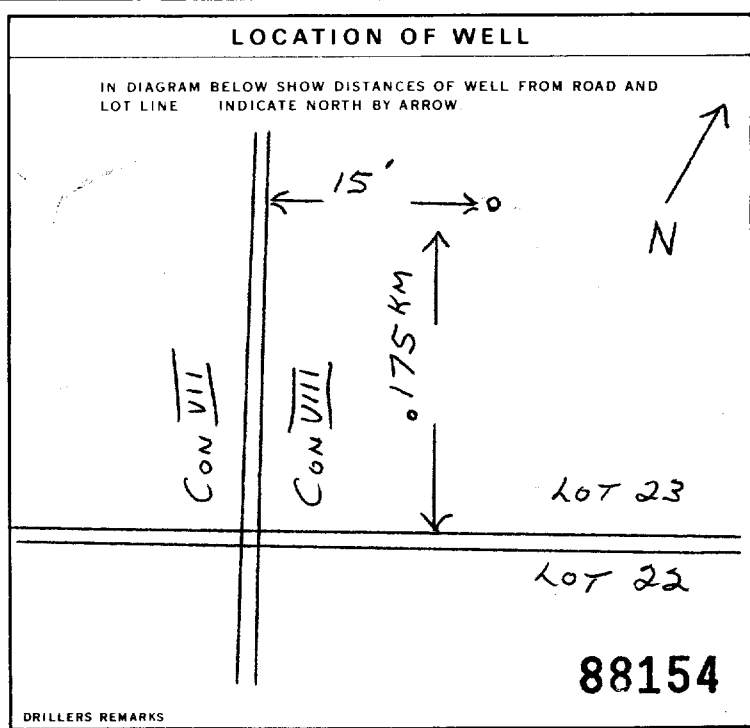 LOCATION OF WELL
IN DIAGRAM BELOW SHOW DISTANCES OF WELL FROM ROAD AND
LOT LINE INDICATE NORTH BY ARROW
15'
N
.175 KM
CON VII
CON VIII
LOT 23
LOT 22
88154
DRILLERS REMARKS